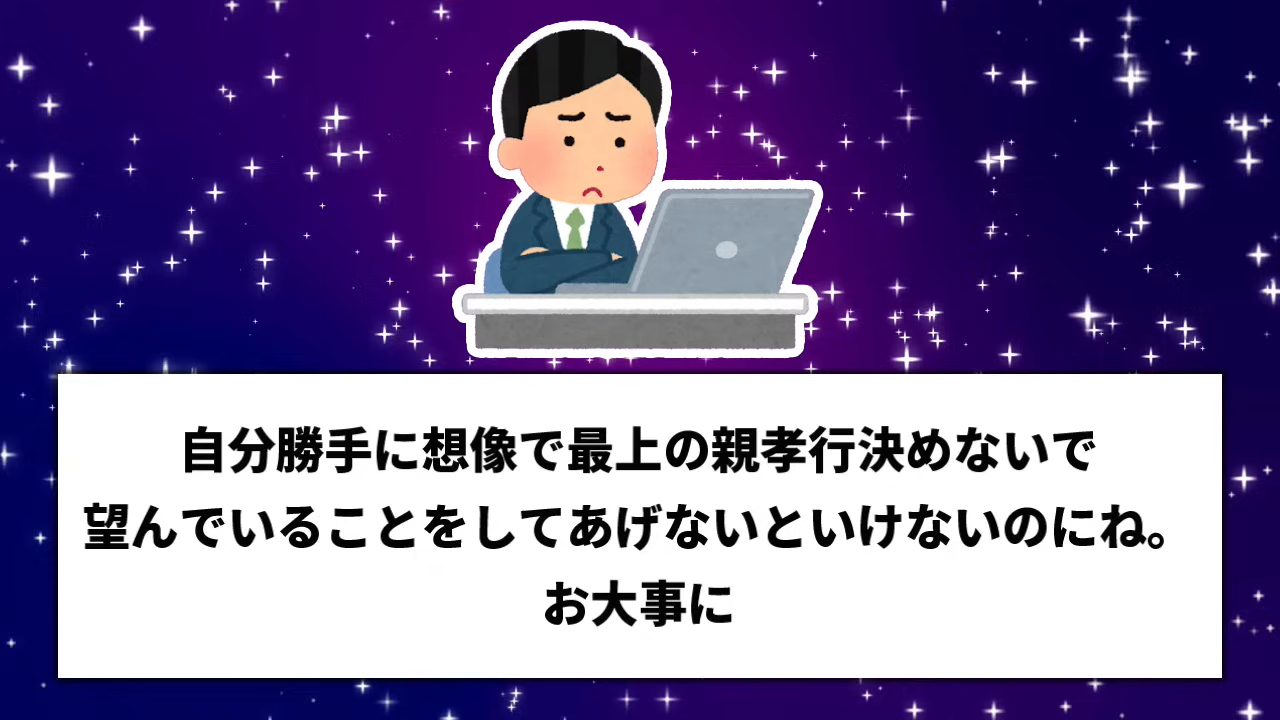 自分勝手に想像で最上の親孝行決めないで
望んでいることをしてあげないといけないのにね。
お大事に